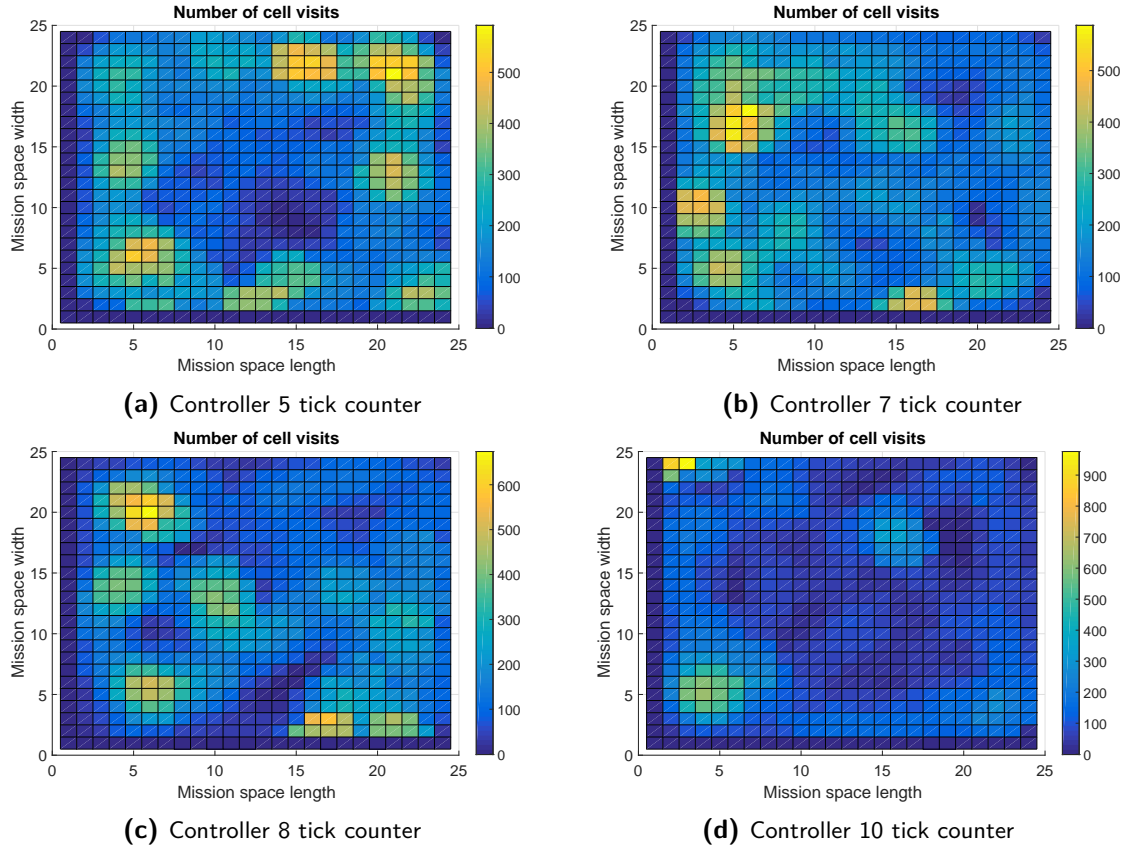 Number of cell visits
Mission space width
25
20
15
10
5
0
0 5 10 15 20 25
Mission space length
500
400
300
200
100
0
(a) Controller 5 tick counter
Number of cell visits
Mission space width
25
20
15
10
5
0
0 5 10 15 20 25
Mission space length
500
400
300
200
100
0
(b) Controller 7 tick counter
Number of cell visits
Mission space width
25
20
15
10
5
0
0 5 10 15 20 25
Mission space length
600
500
400
300
200
100
0
(c) Controller 8 tick counter
Number of cell visits
Mission space width
25
20
15
10
5
0
0 5 10 15 20 25
Mission space length
900
800
700
600
500
400
300
200
100
0
(d) Controller 10 tick counter